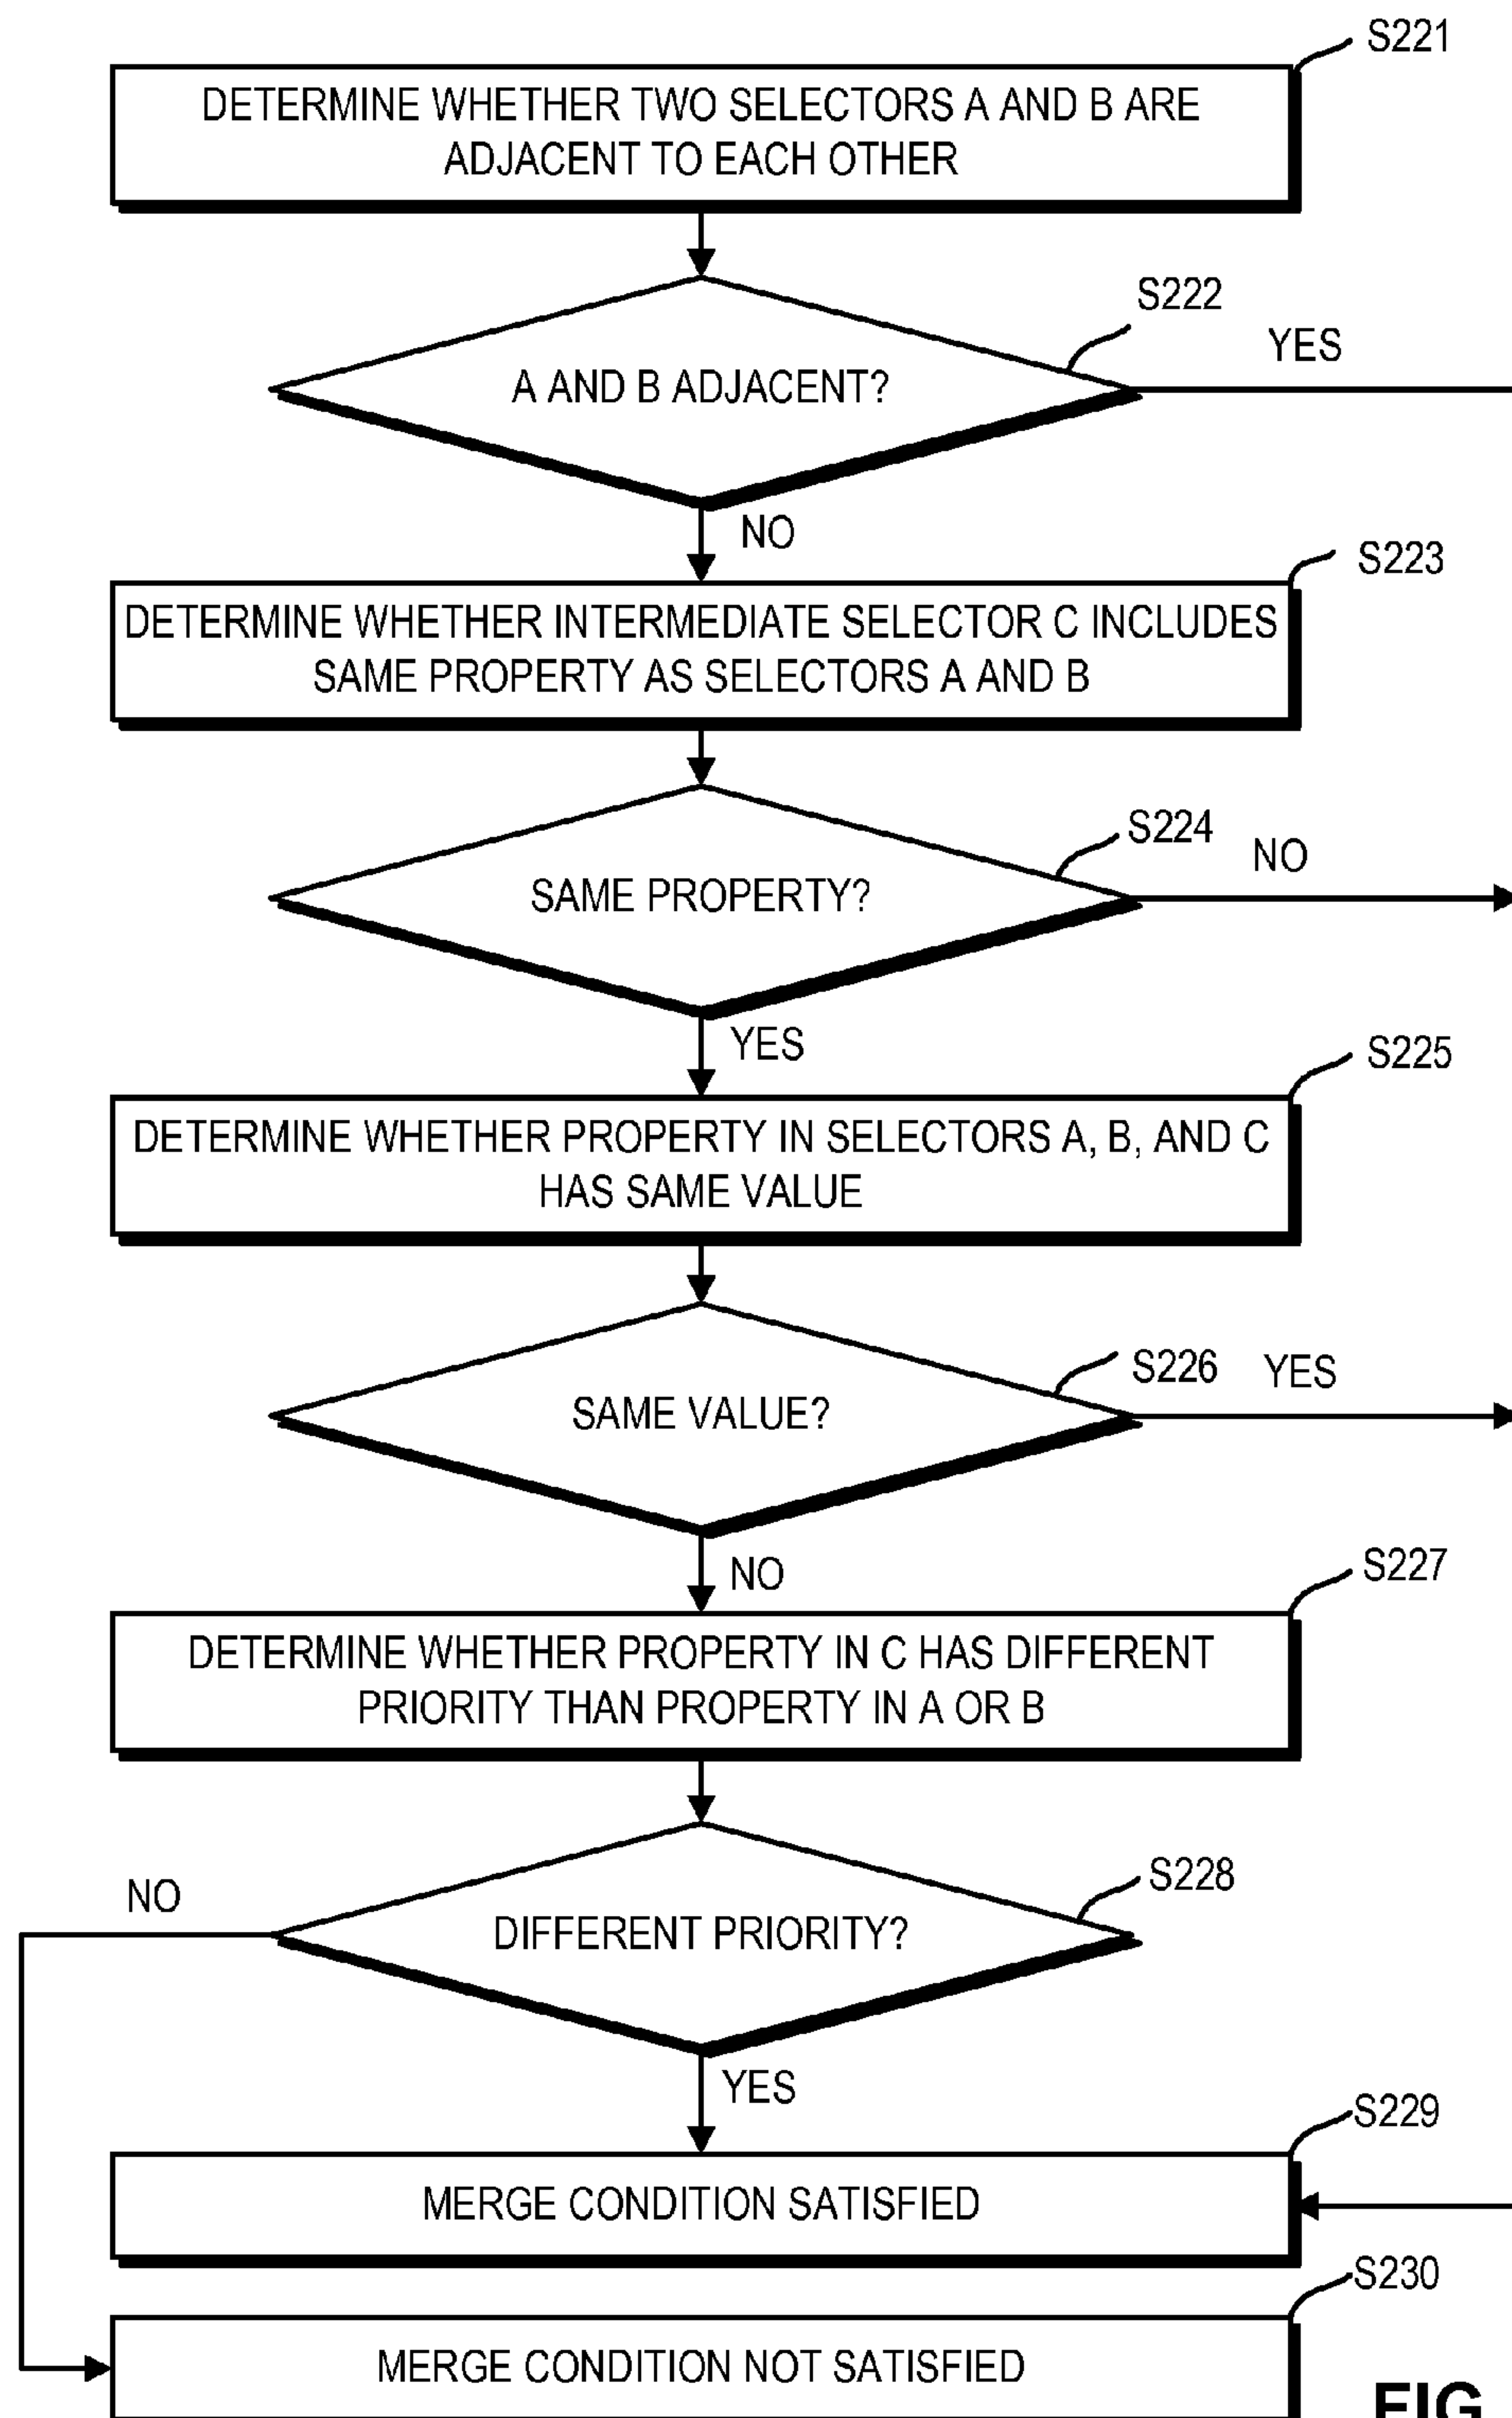 S221
DETERMINE WHETHER TWO SELECTORS A AND B ARE
ADJACENT TO EACH OTHER
S222
YES
A AND B ADJACENT?
NO
S223
DETERMINE WHETHER INTERMEDIATE SELECTOR C INCLUDES
SAME PROPERTY AS SELECTORS A AND B
S224
NO
SAME PROPERTY?
YES
S225
DETERMINE WHETHER PROPERTY IN SELECTORS A, B, AND C
HAS SAME VALUE
S226
YES
SAME VALUE?
NO
S227
DETERMINE WHETHER PROPERTY IN C HAS DIFFERENT
PRIORITY THAN PROPERTY IN A OR B
S228
NO
DIFFERENT PRIORITY?
YES
S229
MERGE CONDITION SATISFIED
S230
MERGE CONDITION NOT SATISFIED
FIG